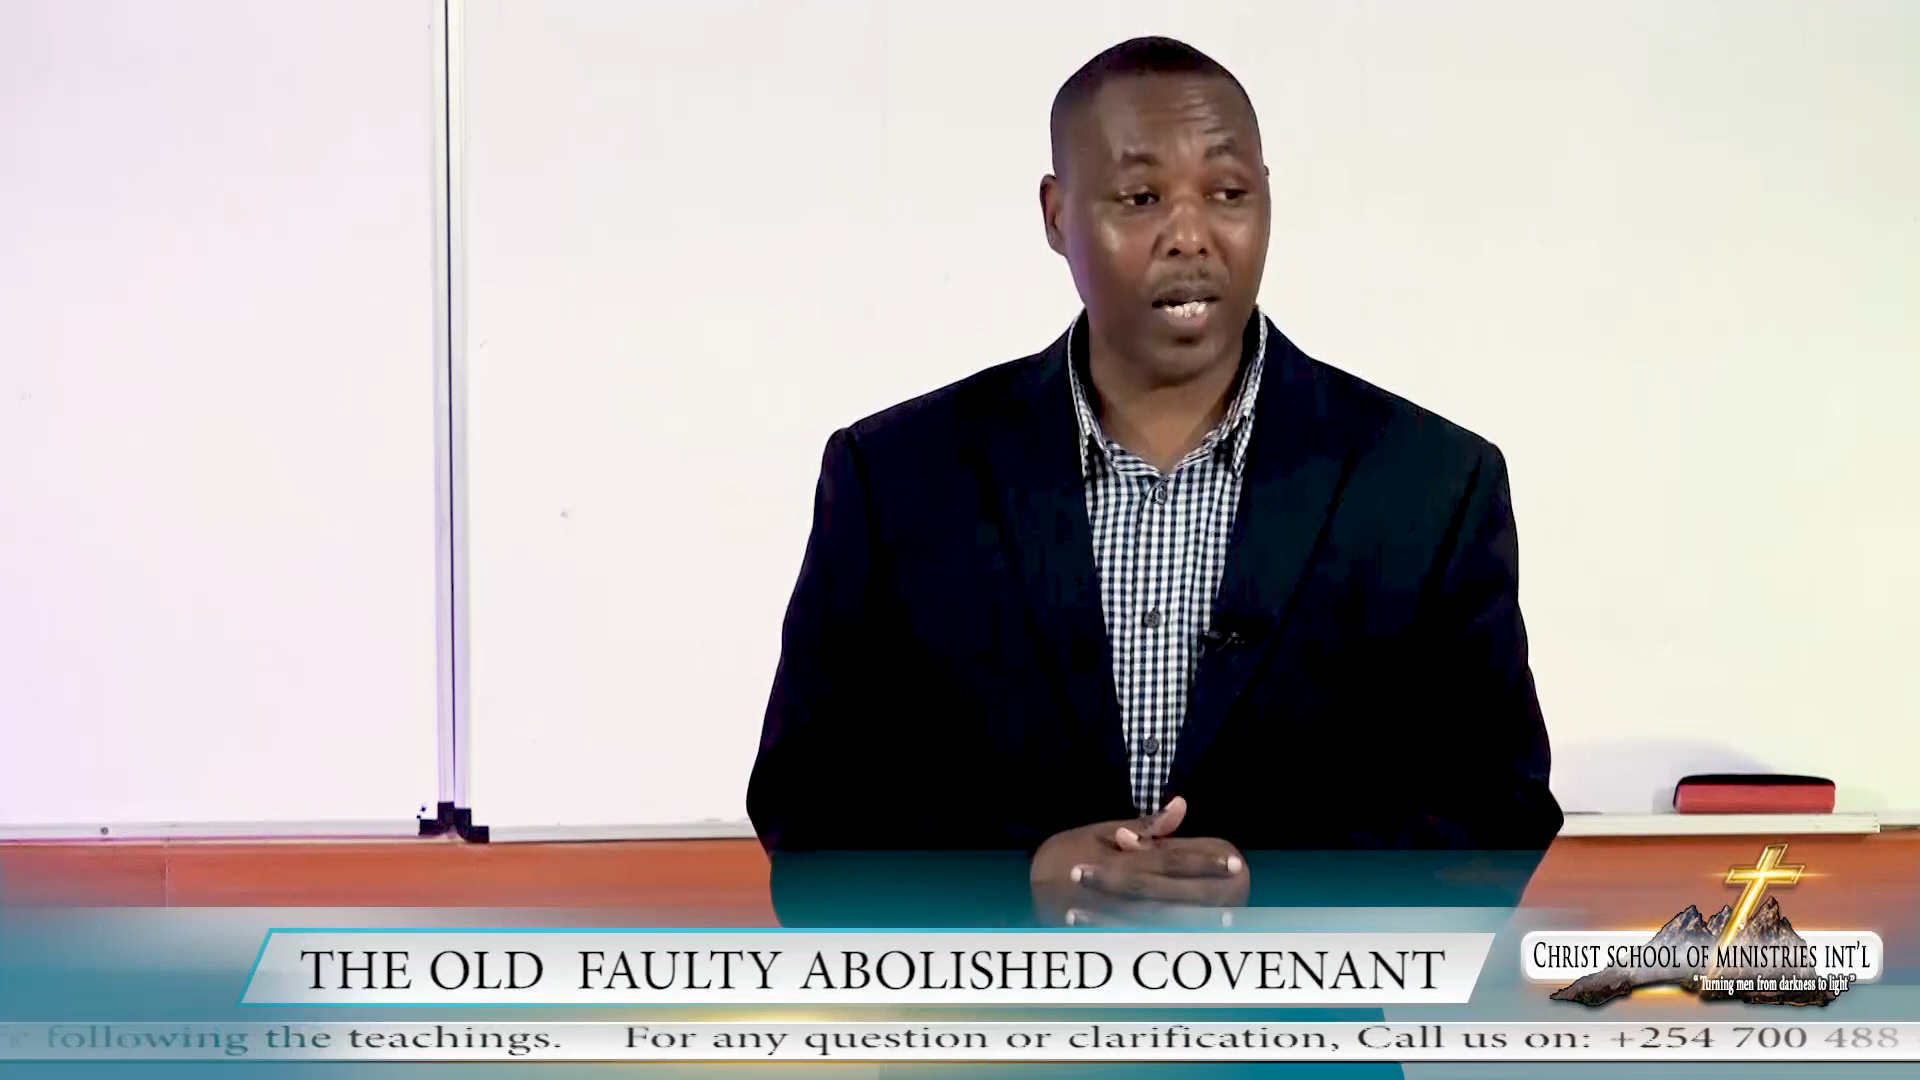 THE OLD FAULTY ABOLISHED COVENANT
CHRIST SCHOOL OF MINISTRIES INT'L
"Turning men from darkness to light"
following the teachings. For any question or clarification, Call us on: +254 700 488